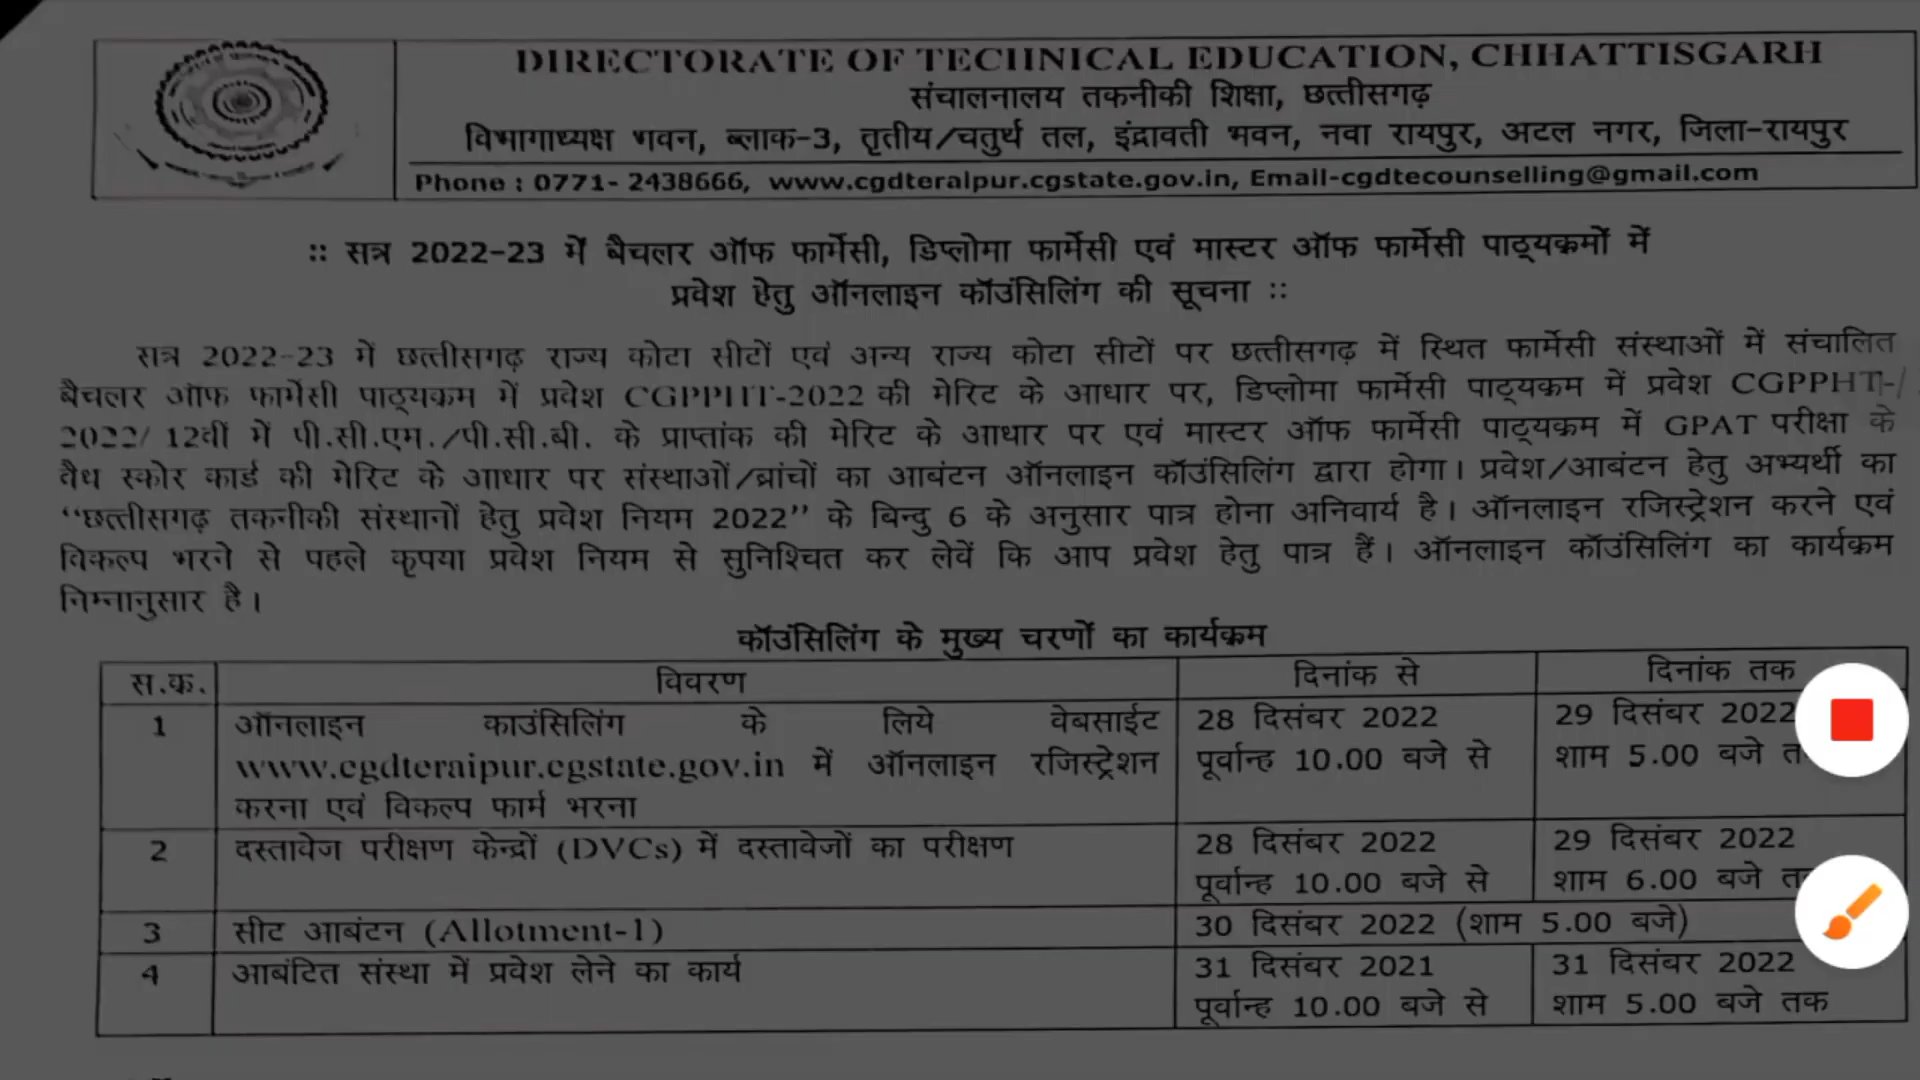 DIRECTORATE OF TECHNICAL EDUCATION, CHHATTISGARH
संचालनालय तकनीकी शिक्षा, छत्तीसगढ़
विभागाध्यक्ष भवन, ब्लाक-3, तृतीय/चतुर्थ तल, इंद्रावती भवन, नवा रायपुर, अटल नगर, जिला-रायपुर
Phone : 0771- 2438666, www.cgdteraipur.cgstate.gov.in, Email-cgdtecounselling@gmail.com
:: सत्र 2022-23 में बैचलर ऑफ फार्मेसी, डिप्लोमा फार्मेसी एवं मास्टर ऑफ फार्मेसी पाठ्यक्रमों में
प्रवेश हेतु ऑनलाइन कॉउंसिलिंग की सूचना ::
सत्र 2022-23 में छत्तीसगढ़ राज्य कोटा सीटों एवं अन्य राज्य कोटा सीटों पर छत्तीसगढ़ में स्थित फार्मेसी संस्थाओं में संचालित
बैचलर ऑफ फार्मेसी पाठ्यक्रम में प्रवेश CGPPHT-2022 की मेरिट के आधार पर, डिप्लोमा फार्मेसी पाठ्यक्रम में प्रवेश CGPPHT-
2022/ 12वीं में पी.सी.एम./पी.सी.बी. के प्राप्तांक की मेरिट के आधार पर एवं मास्टर ऑफ फार्मेसी पाठ्यक्रम में GPAT परीक्षा के
वैध स्कोर कार्ड की मेरिट के आधार पर संस्थाओं/ब्रांचों का आबंटन ऑनलाइन कॉउंसिलिंग द्वारा होगा। प्रवेश/आबंटन हेतु अभ्यर्थी का
“छत्तीसगढ़ तकनीकी संस्थानों हेतु प्रवेश नियम 2022” के बिन्दु 6 के अनुसार पात्र होना अनिवार्य है। ऑनलाइन रजिस्ट्रेशन करने एवं
विकल्प भरने से पहले कृपया प्रवेश नियम से सुनिश्चित कर लेवें कि आप प्रवेश हेतु पात्र हैं। ऑनलाइन कॉउंसिलिंग का कार्यक्रम
निम्नानुसार है।
कॉउंसिलिंग के मुख्य चरणों का कार्यक्रम
स.क्र. विवरण दिनांक से दिनांक तक
1 ऑनलाइन काउंसिलिंग के लिये वेबसाईट 28 दिसंबर 2022 29 दिसंबर 2022
www.cgdteraipur.cgstate.gov.in में ऑनलाइन रजिस्ट्रेशन पूर्वान्ह 10.00 बजे से शाम 5.00 बजे
करना एवं विकल्प फार्म भरना
2 दस्तावेज परीक्षण केन्द्रों (DVCs) में दस्तावेजों का परीक्षण 28 दिसंबर 2022 29 दिसंबर 2022
पूर्वान्ह 10.00 बजे से शाम 6.00 बजे
3 सीट आबंटन (Allotment-1) 30 दिसंबर 2022 (शाम 5.00 बजे)
4 आबंटित संस्था में प्रवेश लेने का कार्य 31 दिसंबर 2021 31 दिसंबर 2022
पूर्वान्ह 10.00 बजे से शाम 5.00 बजे तक